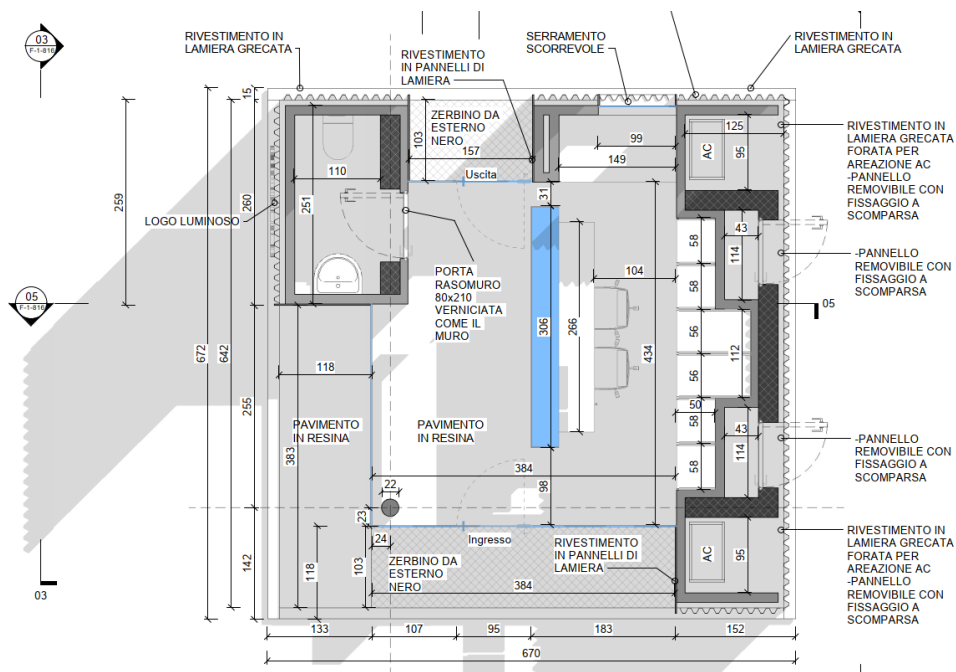 03
F-1-816
RIVESTIMENTO IN
LAMIERA GRECATA
RIVESTIMENTO
IN PANNELLI DI
LAMIERA
SERRAMENTO
SCORREVOLE
RIVESTIMENTO IN
LAMIERA GRECATA
15
103
ZERBINO DA
ESTERNO
NERO
157
99
149
AC
125
95
RIVESTIMENTO IN
LAMIERA GRECATA
FORATA PER
AREAZIONE AC
-PANNELLO
REMOVIBILE CON
FISSAGGIO A
SCOMPARSA
110
Uscita
259
260
251
31
LOGO LUMINOSO
58
43
114
-PANNELLO
REMOVIBILE CON
FISSAGGIO A
SCOMPARSA
104
58
PORTA
RASOMURO
80x210
VERNICIATA
COME IL
MURO
05
F-1-816
05
306
266
434
56
112
672
642
118
56
255
50
PAVIMENTO
IN RESINA
PAVIMENTO
IN RESINA
58
43
114
-PANNELLO
REMOVIBILE CON
FISSAGGIO A
SCOMPARSA
383
384
58
22
98
23
Ingresso
24
142
118
103
ZERBINO DA
ESTERNO
NERO
RIVESTIMENTO
IN PANNELLI DI
LAMIERA
384
AC
95
RIVESTIMENTO IN
LAMIERA GRECATA
FORATA PER
AREAZIONE AC
-PANNELLO
REMOVIBILE CON
FISSAGGIO A
SCOMPARSA
03
133
107
95
183
152
670